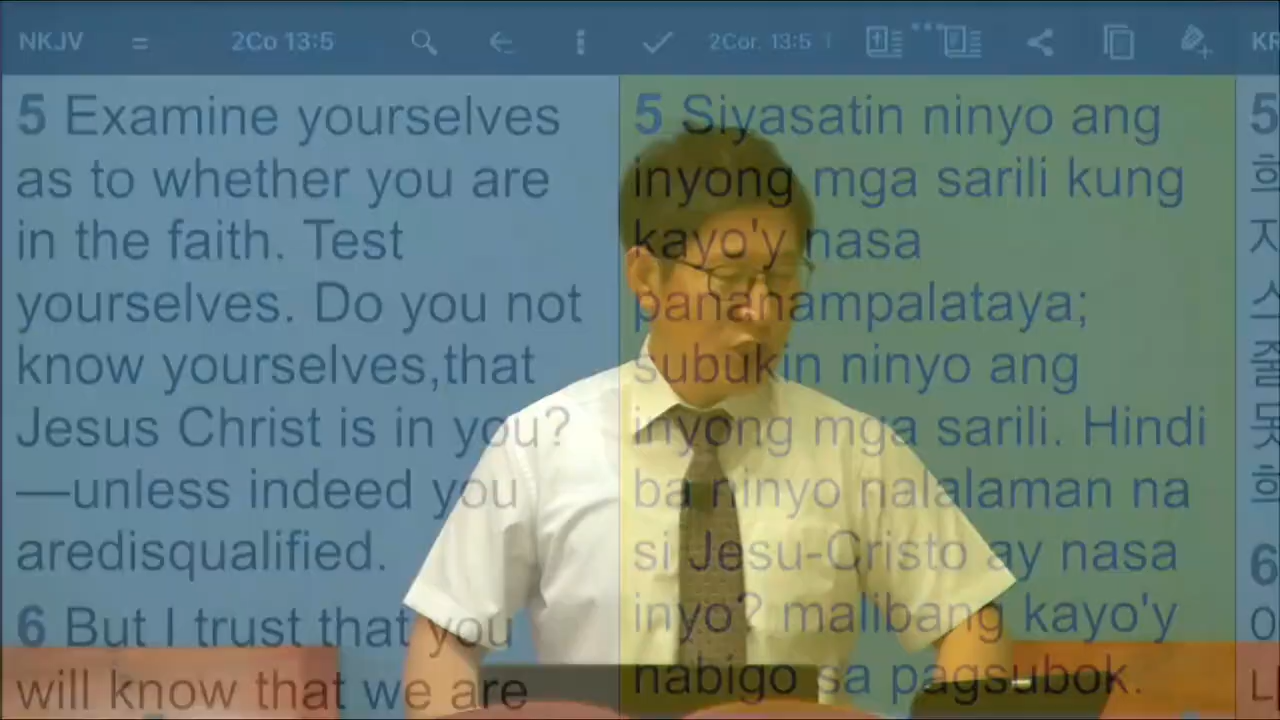 NKJV = 2Co 13:5
5 Examine yourselves
as to whether you are
in the faith. Test
yourselves. Do you not
know yourselves,that
Jesus Christ is in you?
—unless indeed you
aredisqualified.
6 But I trust that you
will know that we are
2Cor. 13:5
5 Siyasatin ninyo ang
inyong mga sarili kung
kayo'y nasa
pananampalataya;
subukin ninyo ang
inyong mga sarili. Hindi
ba ninyo nalalaman na
si Jesu-Cristo ay nasa
inyo? malibang kayo'y
nabigo sa pagsubok.
5
6